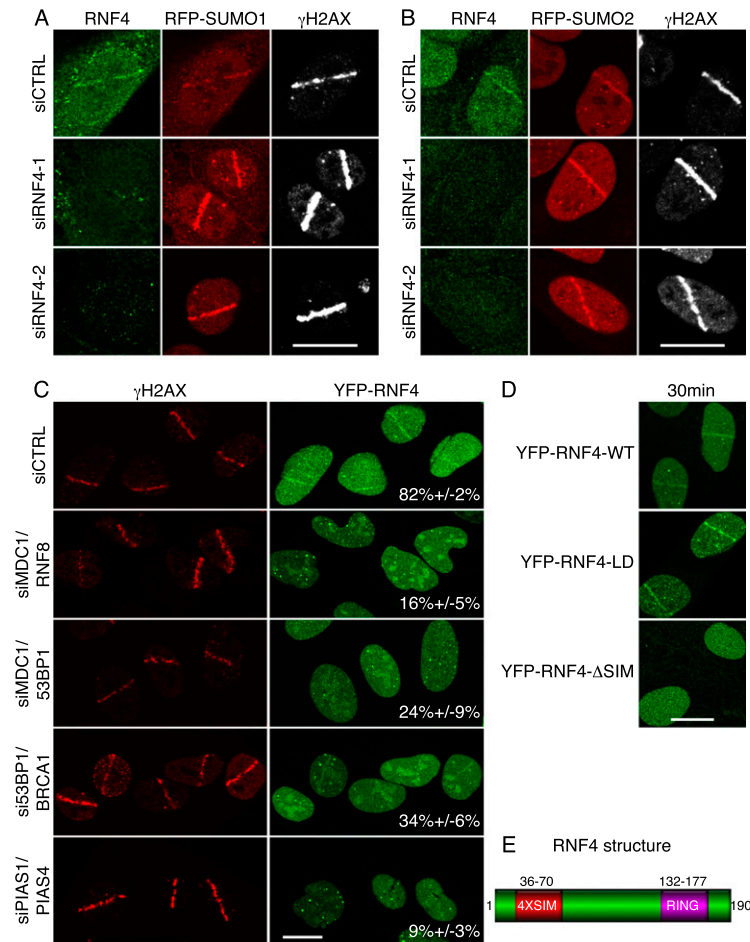 A
RNF4 RFP-SUMO1 γH2AX
siCTRL
siRNF4-1
siRNF4-2
B
RNF4 RFP-SUMO2 γH2AX
siCTRL
siRNF4-1
siRNF4-2
C
γH2AX YFP-RNF4
siCTRL
82%+/-2%
siMDC1/
RNF8
16%+/-5%
siMDC1/
53BP1
24%+/-9%
si53BP1/
BRCA1
34%+/-6%
siPIAS1/
PIAS4
9%+/-3%
D
30min
YFP-RNF4-WT
YFP-RNF4-LD
YFP-RNF4-ΔSIM
E RNF4 structure
36-70 132-177
1 4XSIM RING 190